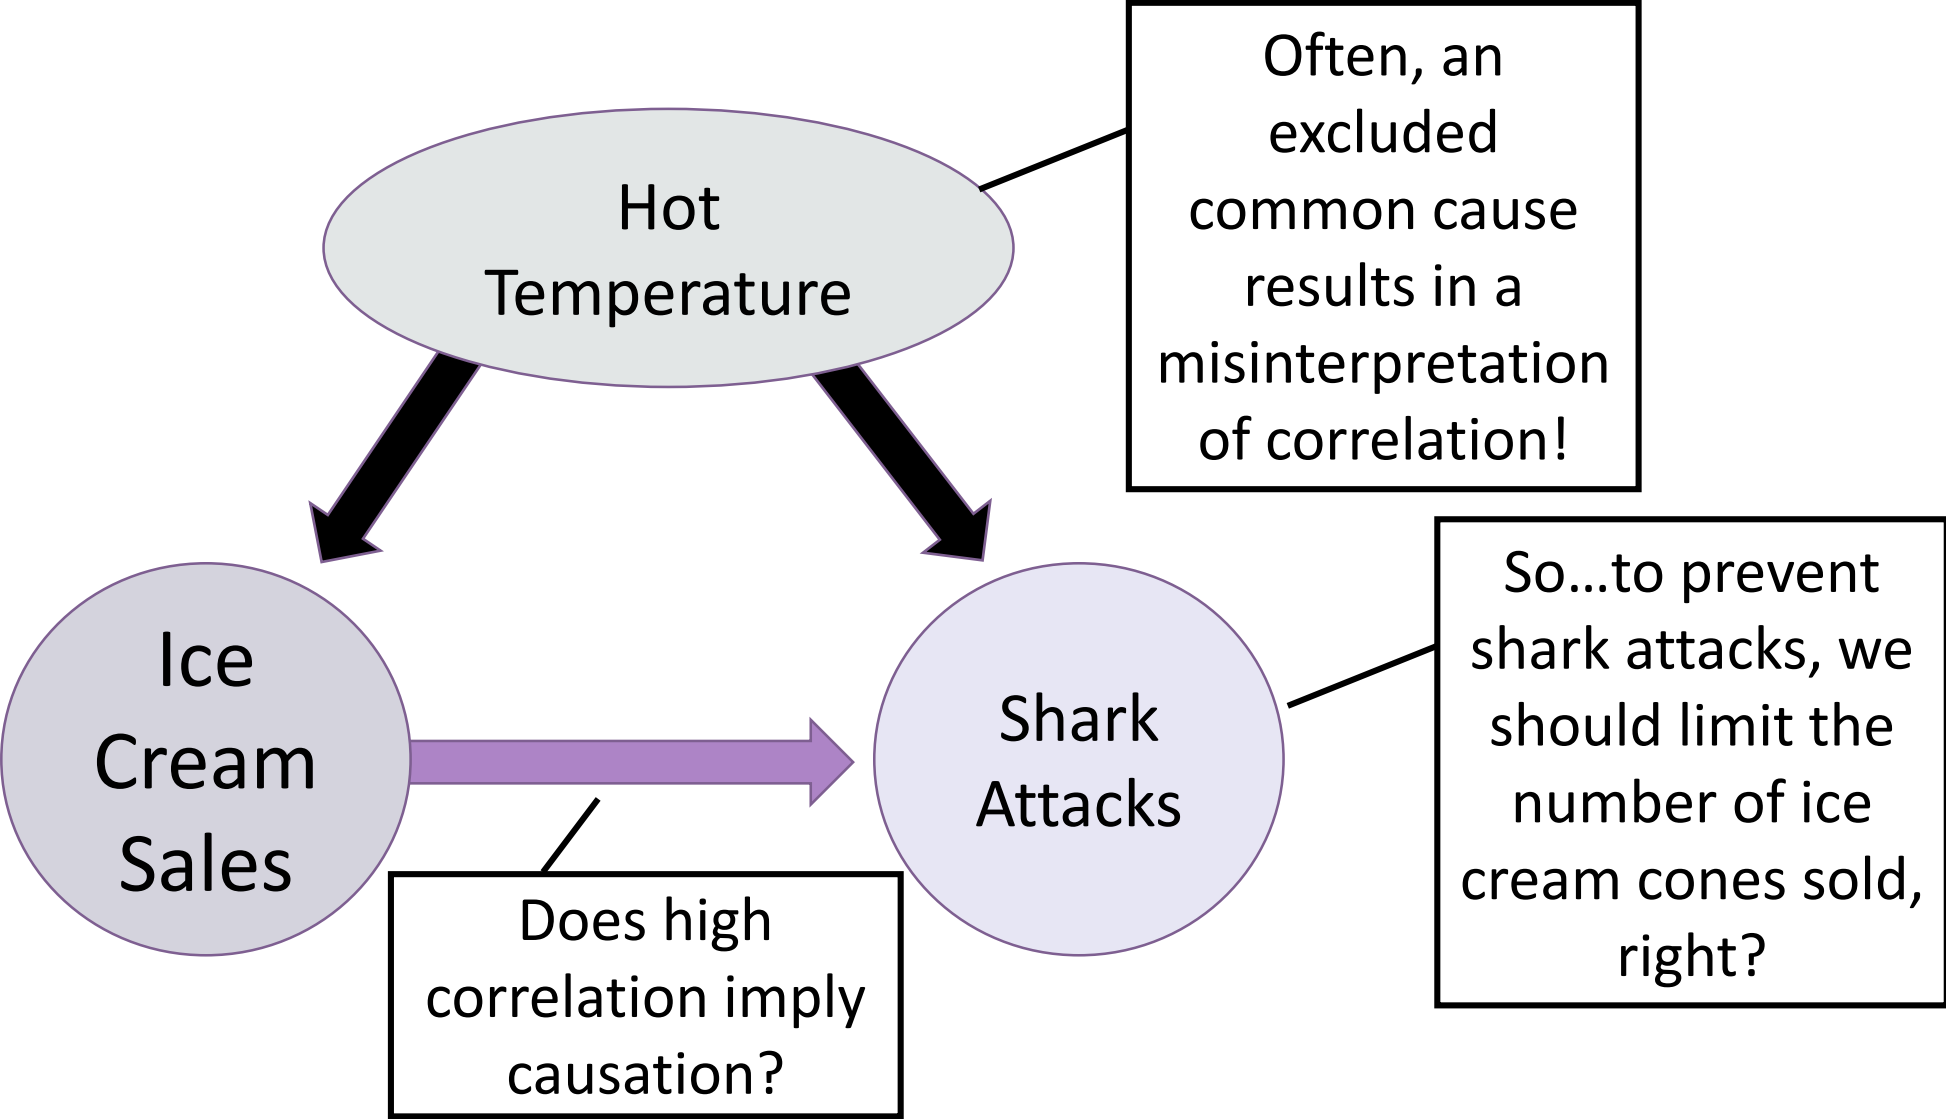 Hot
Temperature
Often, an
excluded
common cause
results in a
misinterpretation
of correlation!
Ice
Cream
Sales
Shark
Attacks
So...to prevent
shark attacks, we
should limit the
number of ice
cream cones sold,
right?
Does high
correlation imply
causation?